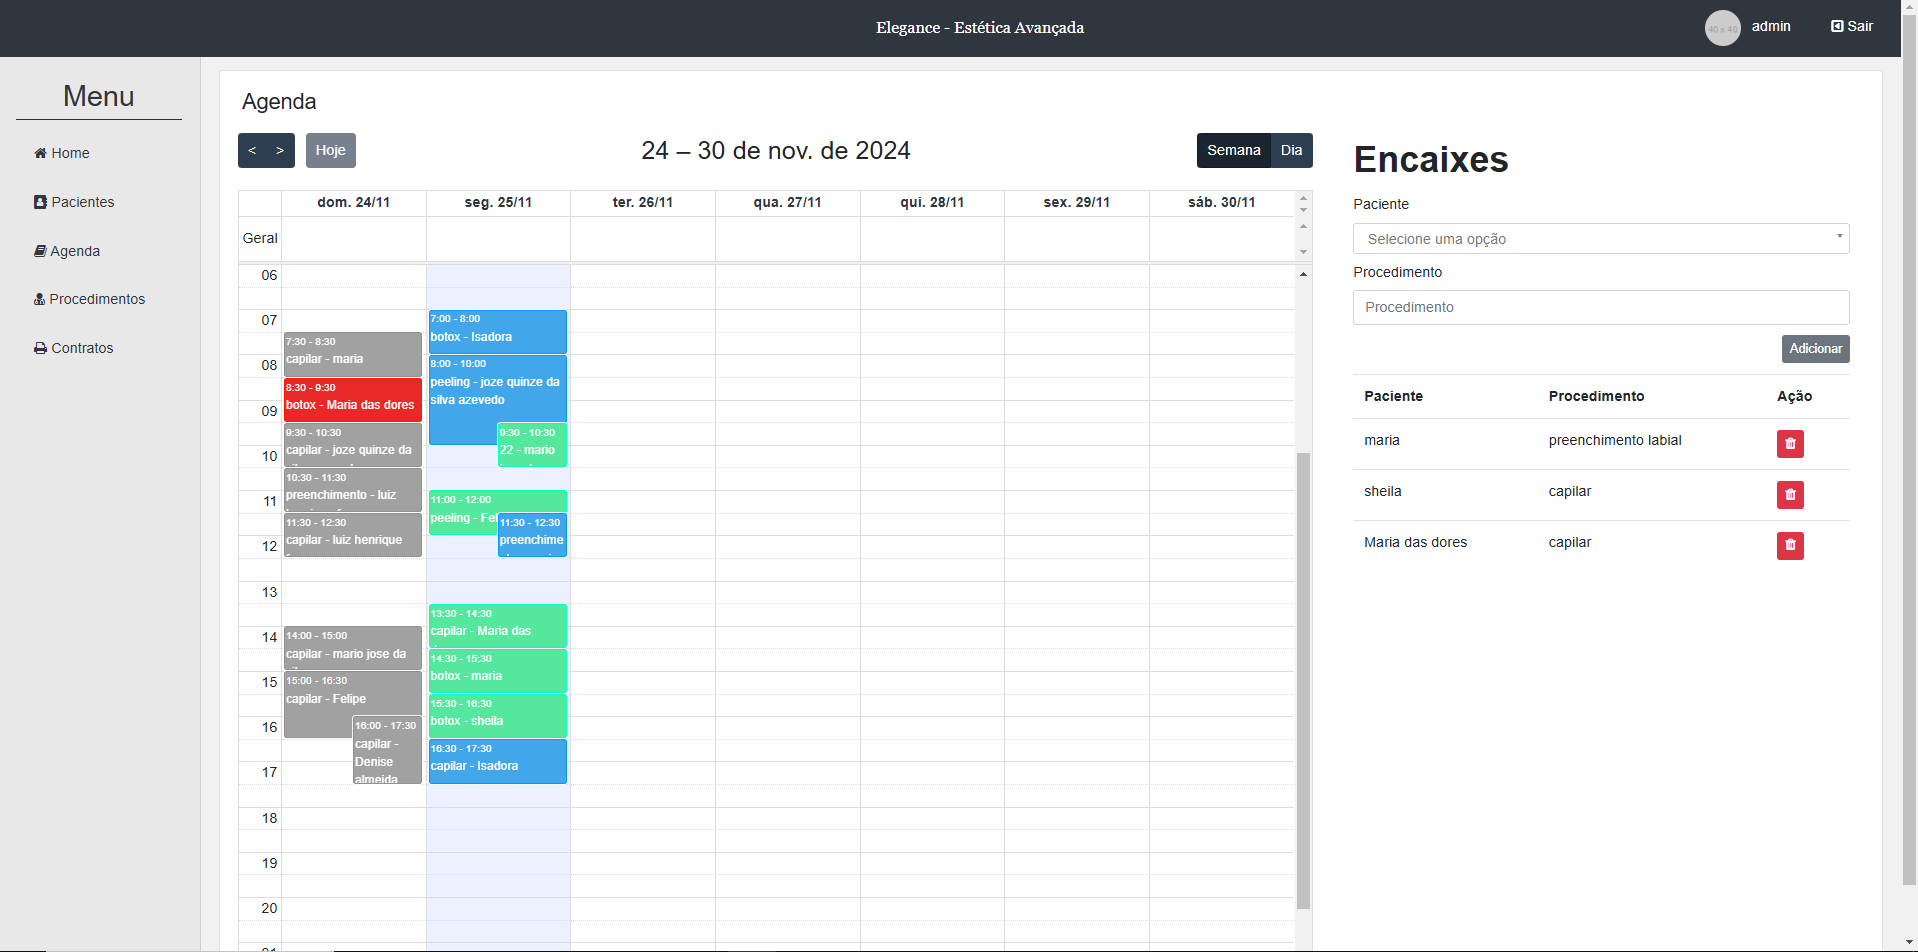 Elegance - Estética Avançada
40 x 40
admin
Sair
Menu
Home
Pacientes
Agenda
Procedimentos
Contratos
Agenda
< >
Hoje
24 – 30 de nov. de 2024
Semana
Dia
dom. 24/11
seg. 25/11
ter. 26/11
qua. 27/11
qui. 28/11
sex. 29/11
sáb. 30/11
Geral
06
07
08
09
10
11
12
13
14
15
16
17
18
19
20
7:30 - 8:30
capilar - maria
8:30 - 9:30
botox - Maria das dores
9:30 - 10:30
capilar - joze quinze da
10:30 - 11:30
preenchimento - luiz
11:30 - 12:30
capilar - luiz henrique
14:00 - 15:00
capilar - mario jose da
15:00 - 16:30
capilar - Felipe
16:00 - 17:30
capilar -
Denise
almeida
7:00 - 8:00
botox - Isadora
8:00 - 10:00
peeling - joze quinze da
silva azevedo
9:30 - 10:30
22 - mario
11:00 - 12:00
peeling - Fel
11:30 - 12:30
preenchime
13:30 - 14:30
capilar - Maria das
14:30 - 15:30
botox - maria
15:30 - 16:30
botox - sheila
16:30 - 17:30
capilar - Isadora
Encaixes
Paciente
Selecione uma opção
Procedimento
Procedimento
Adicionar
Paciente Procedimento Ação
maria preenchimento labial
sheila capilar
Maria das dores capilar